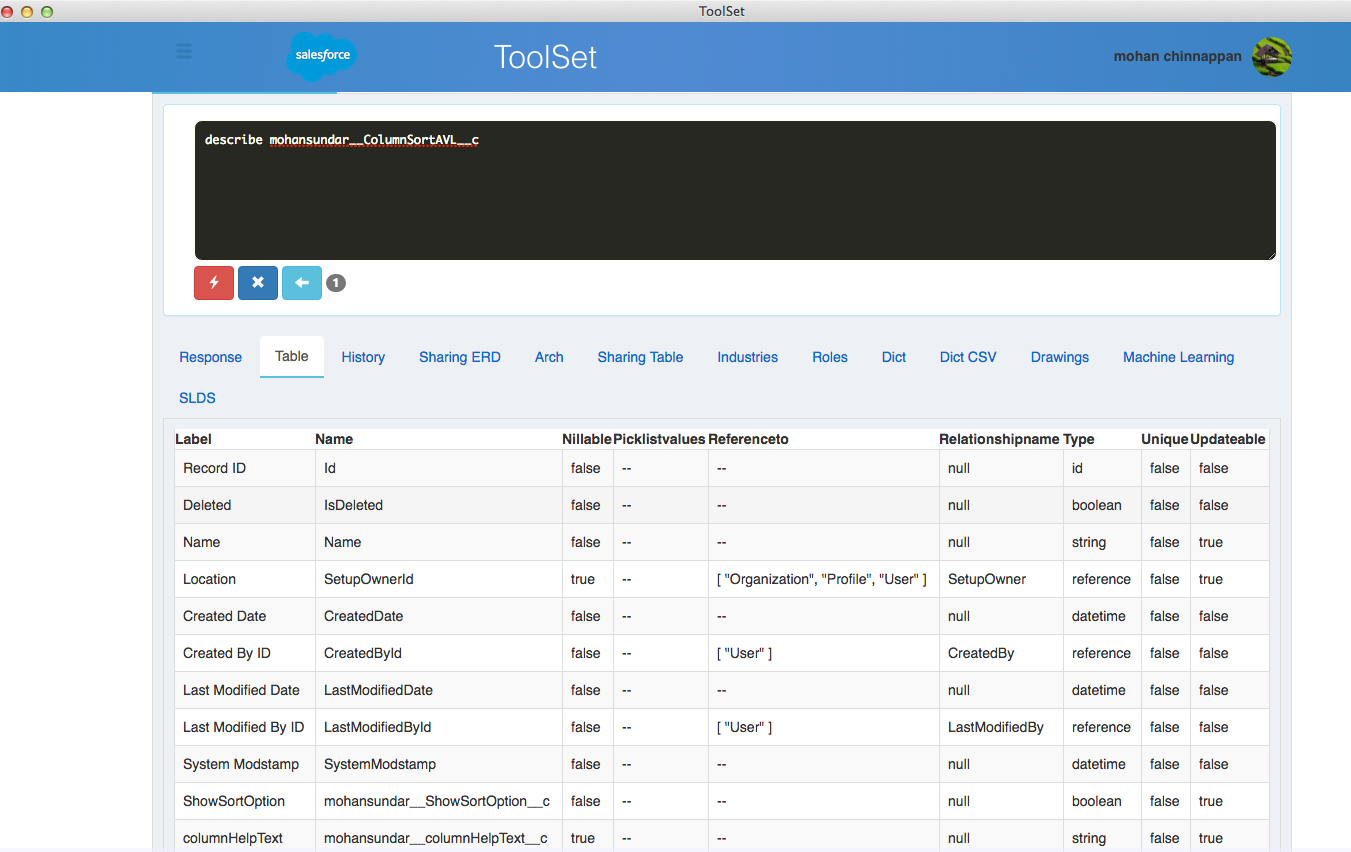 ToolSet
salesforce
ToolSet
mohan chinnappan
describe mohansundar__ColumnSortAVL__c
1
Response Table History Sharing ERD Arch Sharing Table Industries Roles Dict Dict CSV Drawings Machine Learning
SLDS
Label Name Nillable Picklistvalues Referenceto Relationshipname Type Unique Updateable
Record ID Id false -- -- null id false false
Deleted IsDeleted false -- -- null boolean false false
Name Name false -- -- null string false true
Location SetupOwnerId true -- [ "Organization", "Profile", "User" ] SetupOwner reference false true
Created Date CreatedDate false -- -- null datetime false false
Created By ID CreatedById false -- [ "User" ] CreatedBy reference false false
Last Modified Date LastModifiedDate false -- -- null datetime false false
Last Modified By ID LastModifiedById false -- [ "User" ] LastModifiedBy reference false false
System Modstamp SystemModstamp false -- -- null datetime false false
ShowSortOption mohansundar__ShowSortOption__c false -- -- null boolean false true
columnHelpText mohansundar__columnHelpText__c true -- -- null string false true